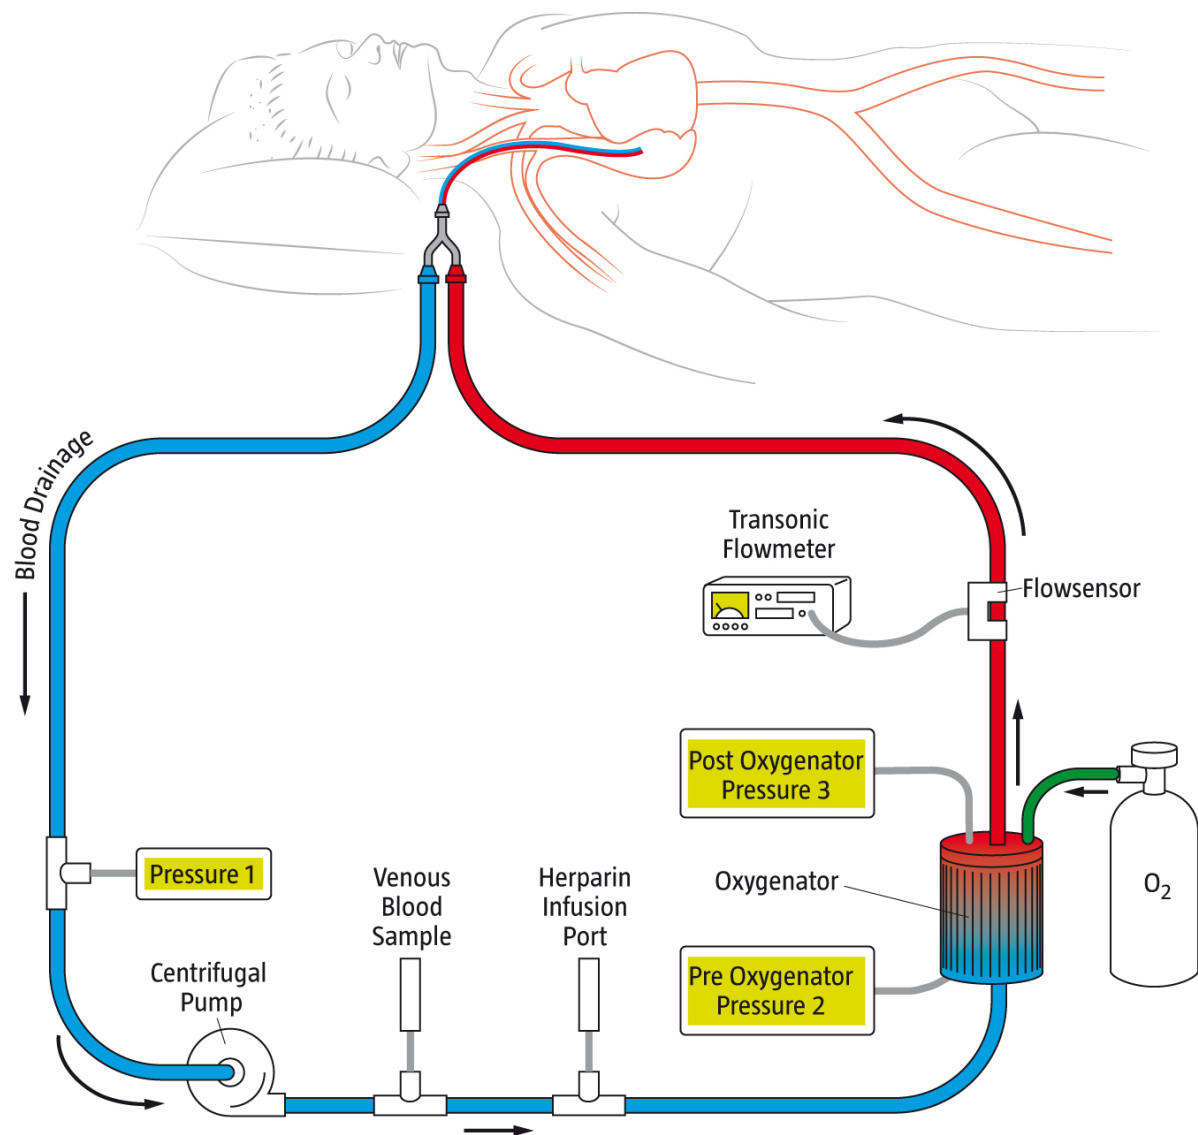 Blood Drainage
Transonic
Flowmeter
Flowsensor
Post Oxygenator
Pressure 3
Pressure 1
Venous
Blood
Sample
Herparin
Infusion
Port
Oxygenator
O₂
Centrifugal
Pump
Pre Oxygenator
Pressure 2